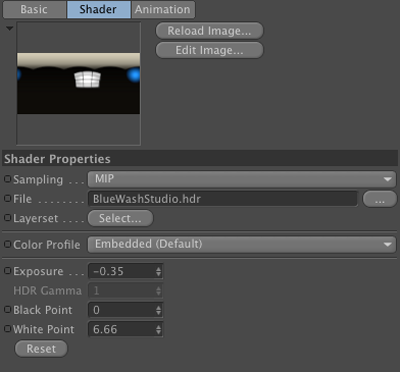 Basic Shader Animation
Reload Image...
Edit Image...
Shader Properties
Sampling . . . MIP
File . . . . . . . . BlueWashStudio.hdr ...
Layerset . . . . Select...
Color Profile Embedded (Default)
Exposure . . . -0.35
HDR Gamma 1
Black Point 0
White Point 6.66
Reset